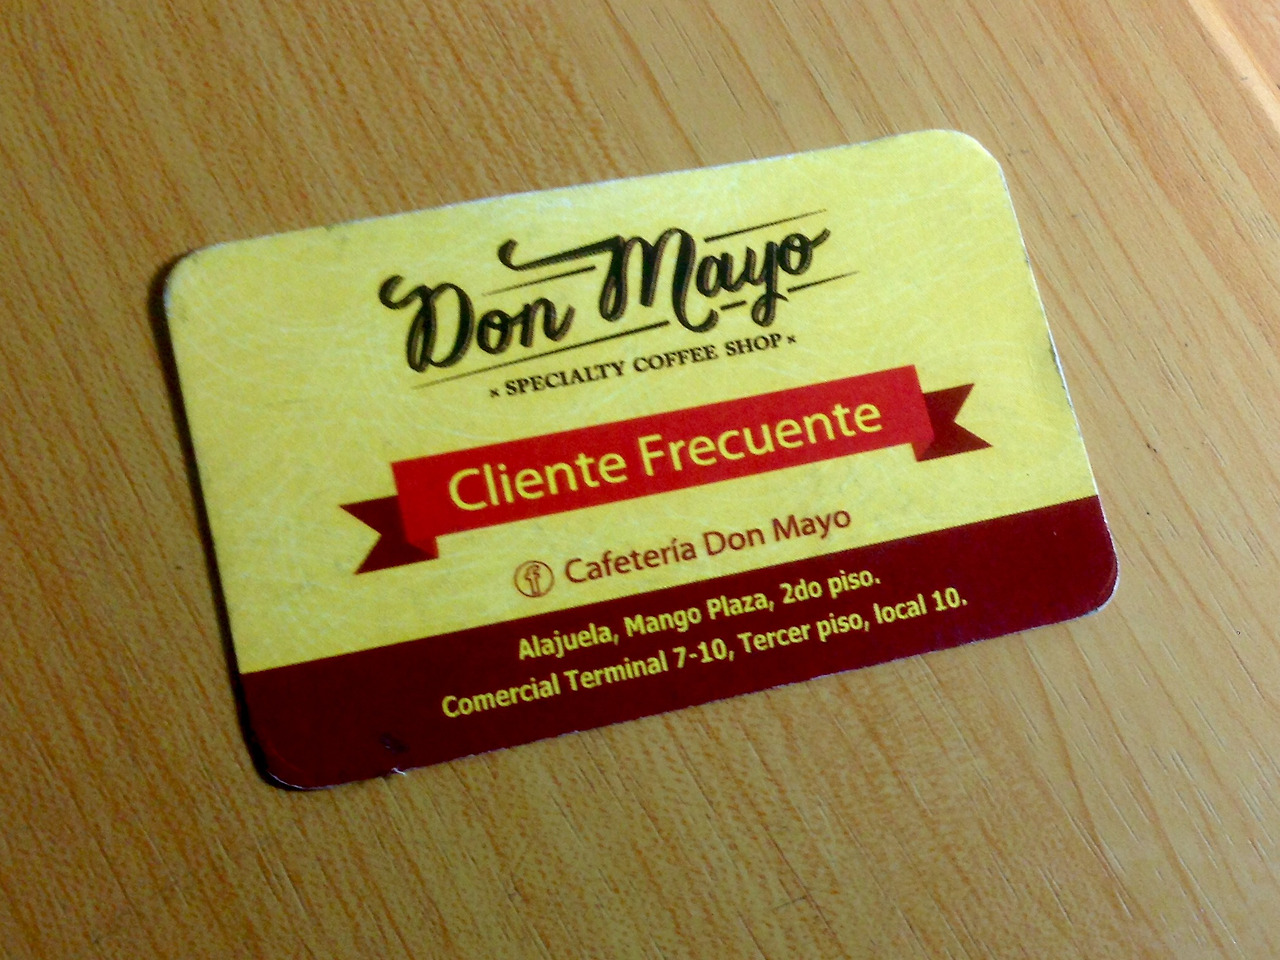 Don Mayo
× SPECIALTY COFFEE SHOP ×
Cliente Frecuente
f Cafetería Don Mayo
Alajuela, Mango Plaza, 2do piso.
Comercial Terminal 7-10, Tercer piso, local 10.